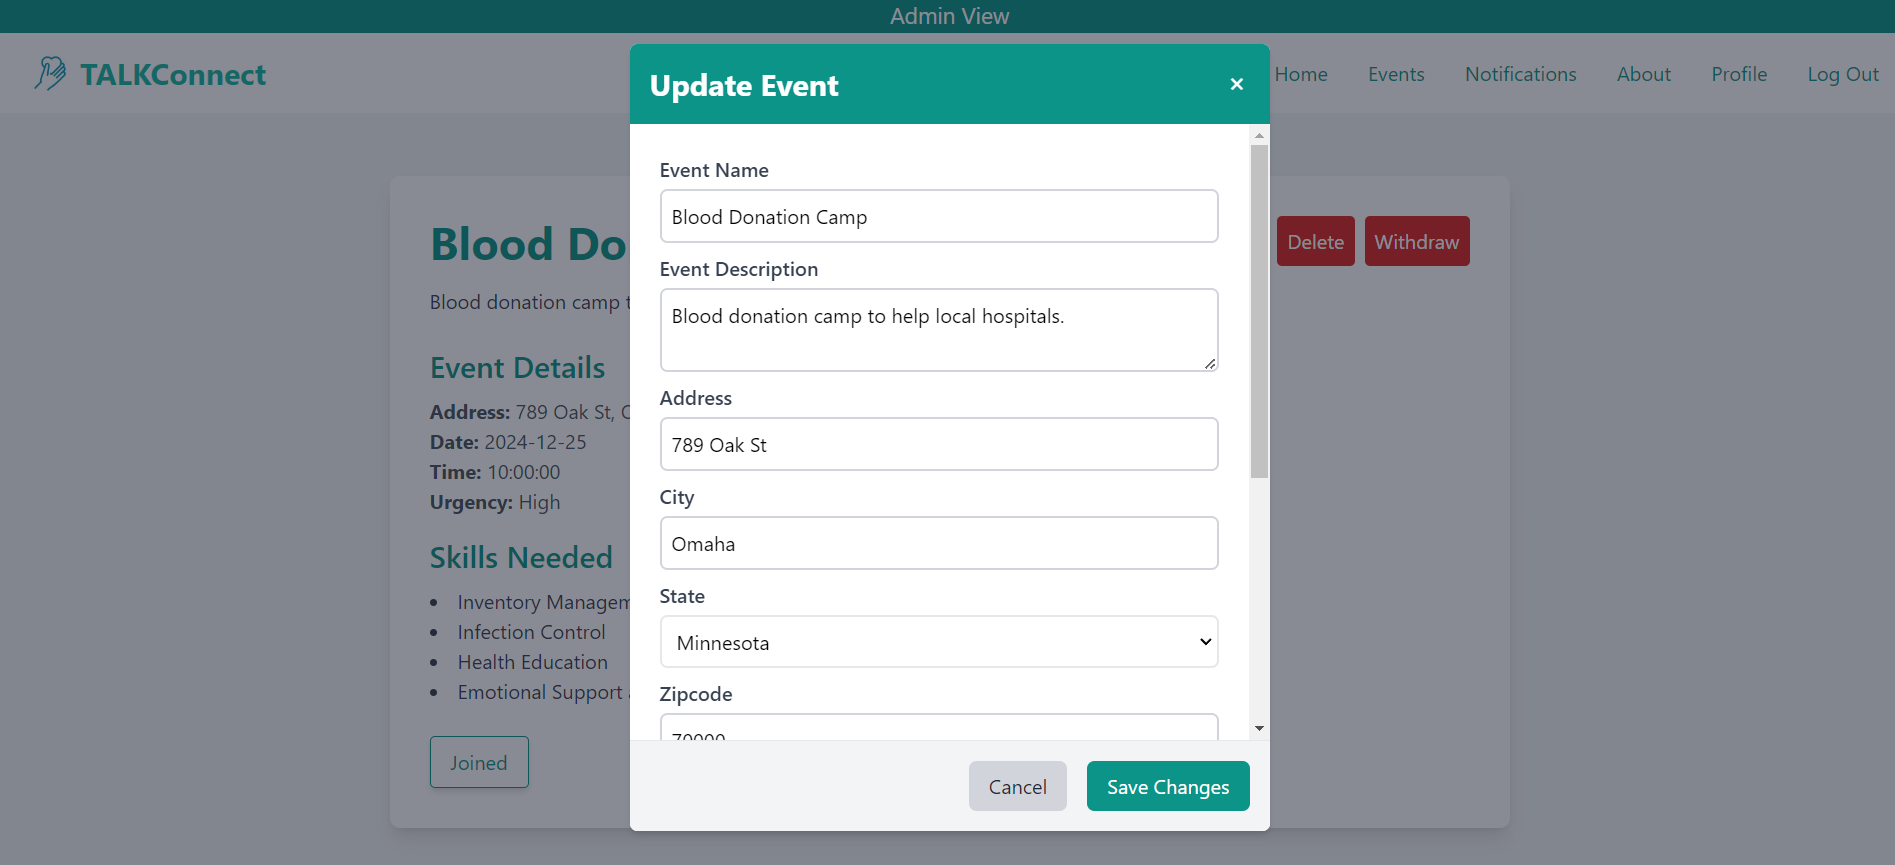 Admin View
TALKConnect
Home Events Notifications About Profile Log Out
Update Event
×
Blood
Delete Withdraw
Blood donation camp
Event Details
Address: 789 Oak St,
Date: 2024-12-25
Time: 10:00:00
Urgency: High
Skills Needed
Inventory
Infection Control
Health Education
Emotional Support
Joined
Event Name
Blood Donation Camp
Event Description
Blood donation camp to help local hospitals.
Address
789 Oak St
City
Omaha
State
Minnesota
Zipcode
Cancel Save Changes